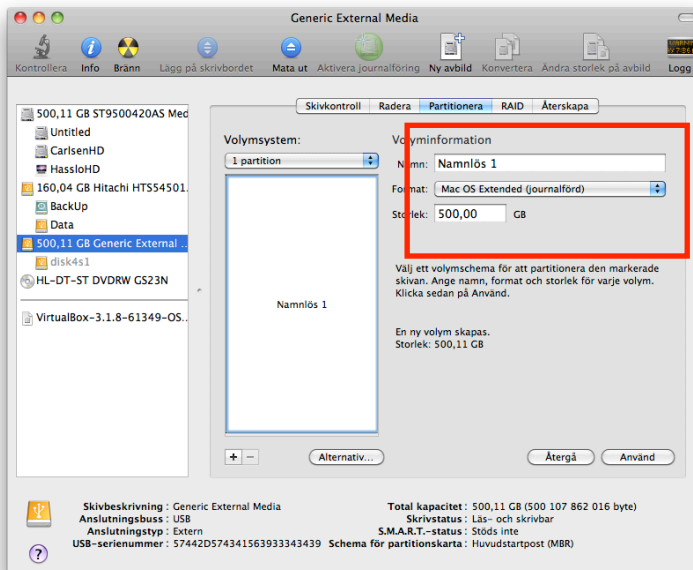 Generic External Media
Kontrollera Info Bränn Lägg på skrivbordet Mata ut Aktivera journalföring Ny avbild Konvertera Ändra storlek på avbild Logg
500,11 GB ST9500420AS Med
Untitled
CarlsenHD
HassloHD
160,04 GB Hitachi HTS54501.
BackUp
Data
500,11 GB Generic External ..
disk4s1
HL-DT-ST DVDRW GS23N
VirtualBox-3.1.8-61349-OS..
Skivkontroll Radera Partitionera RAID Återskapa
Volymsystem:
1 partition
Namnlös 1
Volyminformation
Namn: Namnlös 1
Format: Mac OS Extended (journalförd)
Storlek: 500,00 GB
Välj ett volymschema för att partitionera den markerade
skivan. Ange namn, format och storlek för varje volym.
Klicka sedan på Använd.
En ny volym skapas.
Storlek: 500,11 GB
+ − Alternativ... Återgå Använd
Skivbeskrivning : Generic External Media
Anslutningsbuss : USB
Anslutningstyp : Extern
USB-serienummer : 57442D574341563933343439
Total kapacitet : 500,11 GB (500 107 862 016 byte)
Skrivstatus : Läs- och skrivbar
S.M.A.R.T.-status : Stöds inte
Schema för partitionskarta : Huvudstartpost (MBR)
?